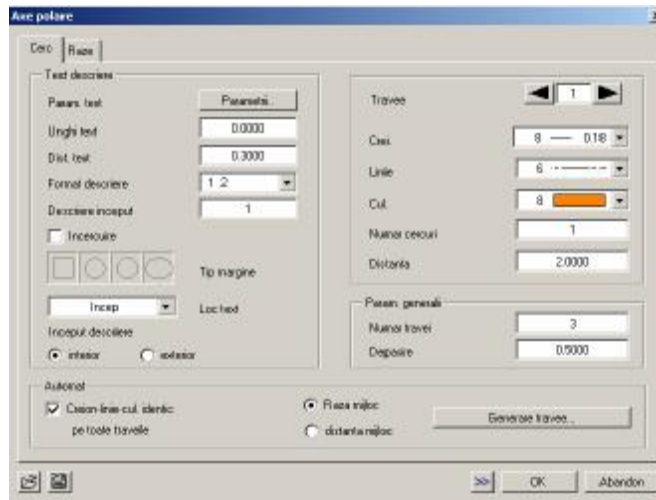 Axe polare
Cerc Raze
Text descriere
Param. text Parametri...
Unghi text 0.0000
Dist. text 0.3000
Format descriere 1 2
Descriere inceput 1
Incercuire
Tip margine
Incep Loc text
Inceput descriere
interior exterior
Travee 1
Crei. 8 0.18
Linie 6
Cul. 8
Numar cercuri 1
Distanta 2.0000
Param. generali
Numar travei 3
Depasire 0.5000
Automat
Creion-linie-cul. identic
pe toate traveile
Raza mijloc
distanta mijloc
Generare travee...
>> OK Abandon